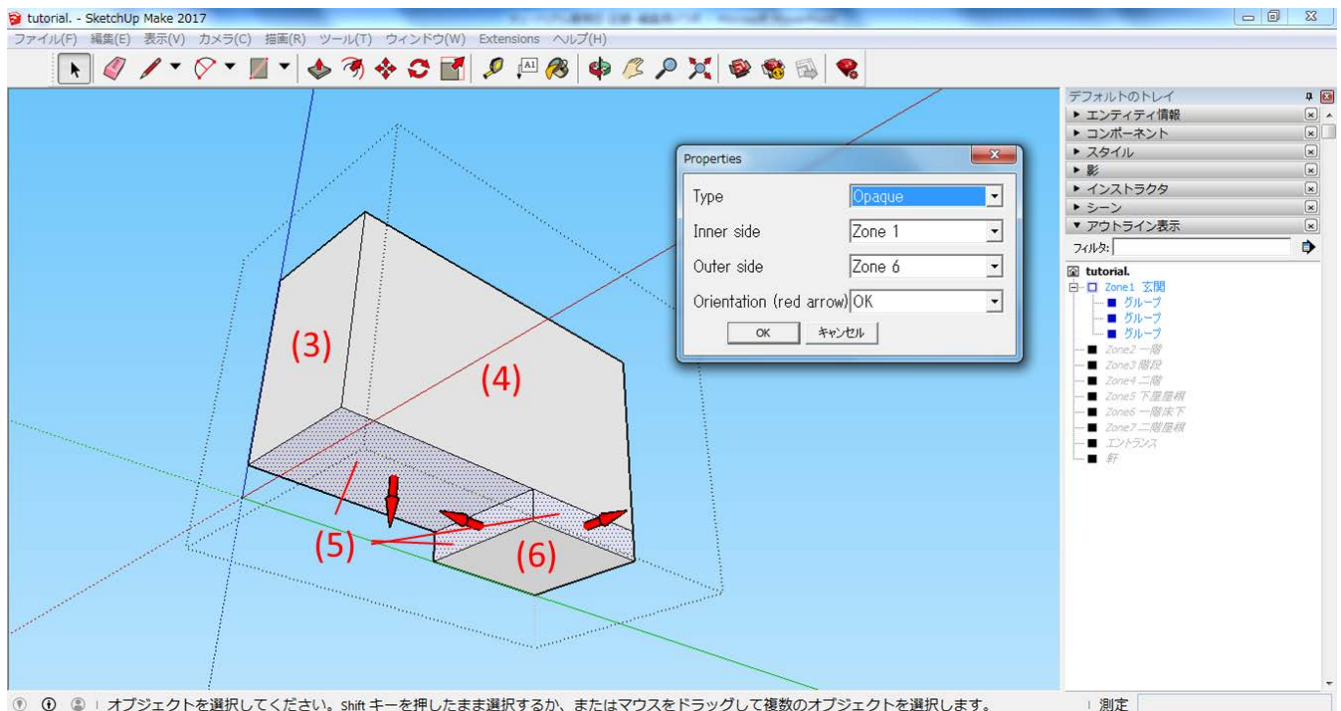 tutorial. - SketchUp Make 2017
ファイル(F) 編集(E) 表示(V) カメラ(C) 描画(R) ツール(T) ウィンドウ(W) Extensions ヘルプ(H)
A1
デフォルトのトレイ
エンティティ情報
コンポーネント
スタイル
影
インストラクタ
シーン
アウトライン表示
フィルタ:
tutorial.
Zone1 玄関
グループ
グループ
グループ
Zone2 一階
Zone3 階段
Zone4 二階
Zone5 下屋屋根
Zone6 一階床下
Zone7 二階屋根
エントランス
軒
Properties
Type Opaque
Inner side Zone 1
Outer side Zone 6
Orientation (red arrow) OK
OK キャンセル
(3)
(4)
(5)
(6)
オブジェクトを選択してください。Shift キーを押したまま選択するか、またはマウスをドラッグして複数のオブジェクトを選択します。
測定